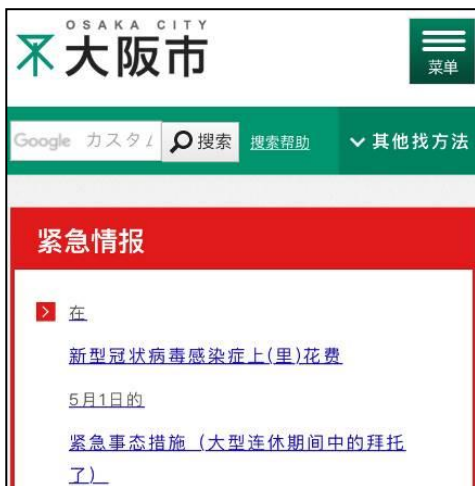 OSAKA CITY
大阪市
菜单
Google カスタム
搜索
搜索帮助
其他找方法
紧急情报
在
新型冠状病毒感染症上(里)花费
5月1日的
紧急事态措施（大型连休期间中的拜托
了）